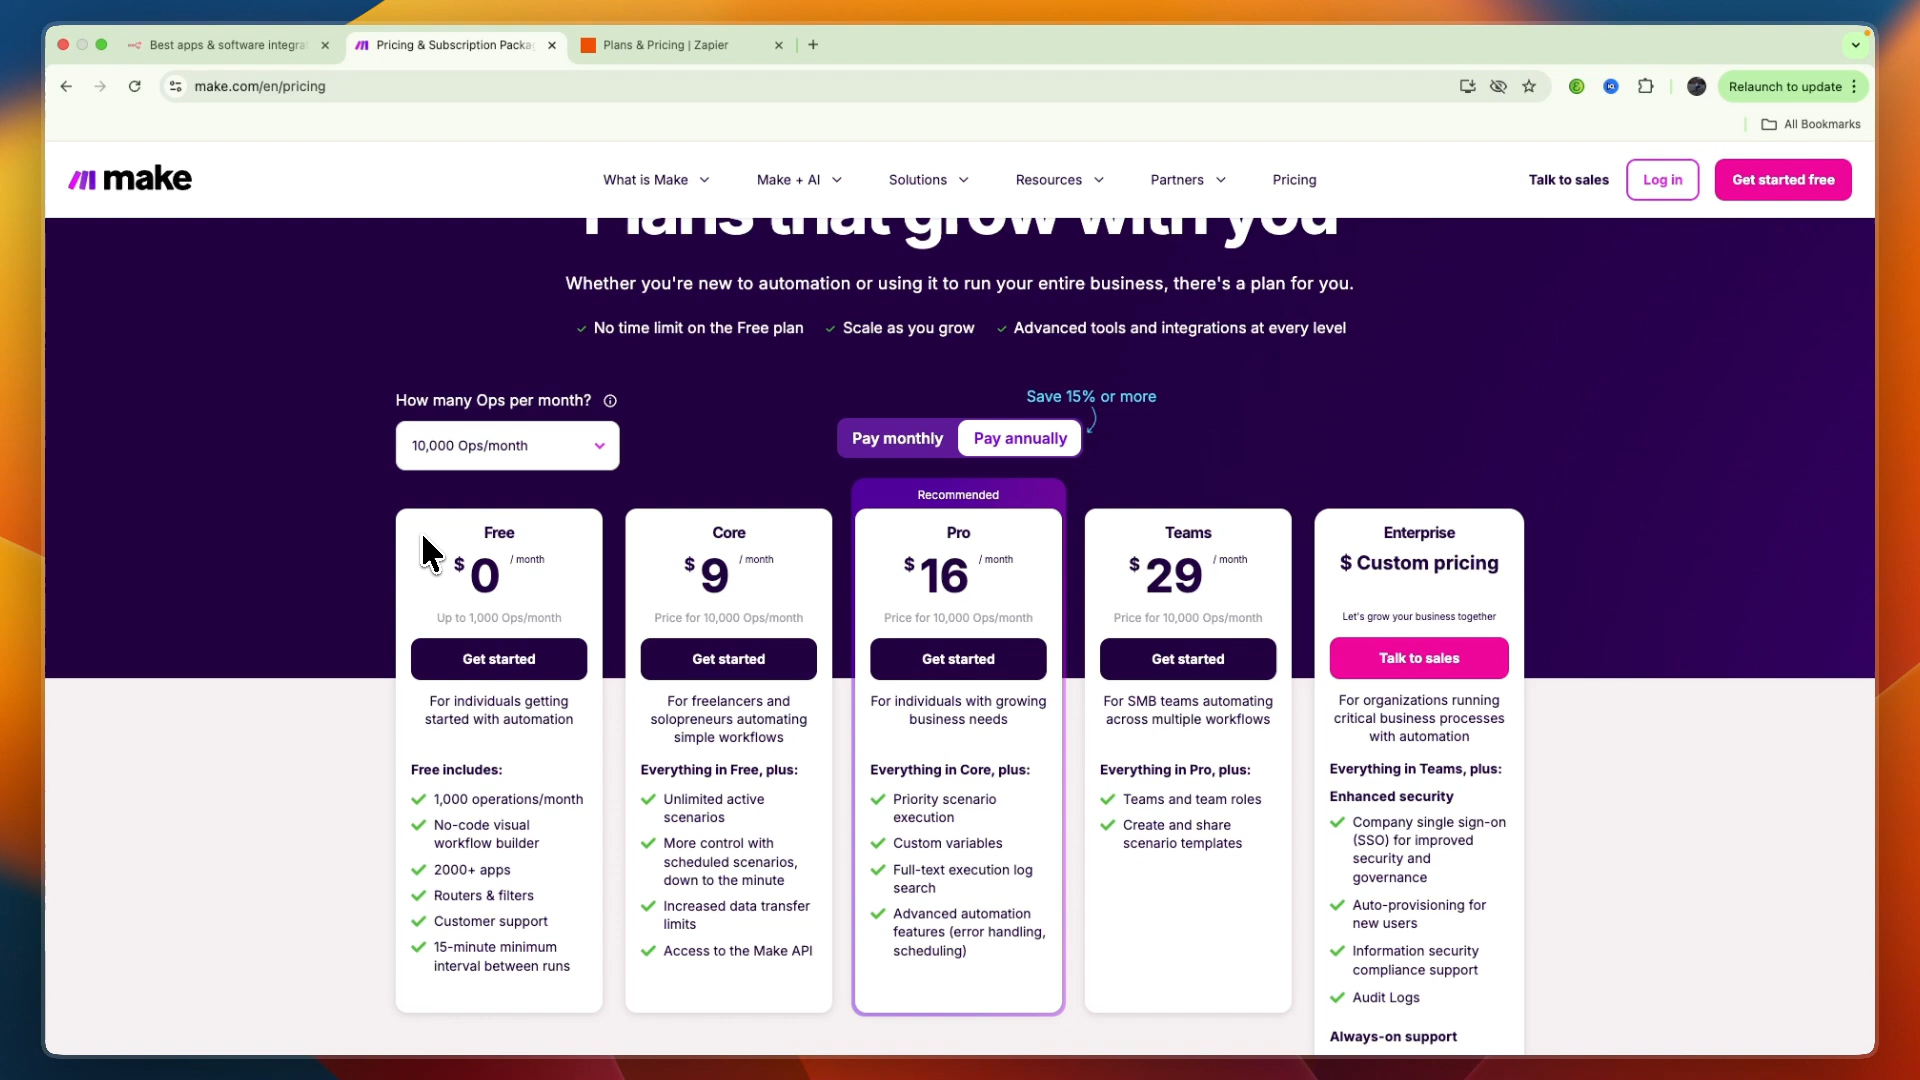 Best apps & software integra
Pricing & Subscription Packa
Plans & Pricing | Zapier
make.com/en/pricing
Relaunch to update
All Bookmarks
make
What is Make
Make + AI
Solutions
Resources
Partners
Pricing
Talk to sales
Log in
Get started free
Plans that grow with you
Whether you're new to automation or using it to run your entire business, there's a plan for you.
No time limit on the Free plan
Scale as you grow
Advanced tools and integrations at every level
How many Ops per month?
10,000 Ops/month
Save 15% or more
Pay monthly
Pay annually
Free
$ 0 / month
Up to 1,000 Ops/month
Get started
For individuals getting
started with automation
Free includes:
1,000 operations/month
No-code visual
workflow builder
2000+ apps
Routers & filters
Customer support
15-minute minimum
interval between runs
Core
$ 9 / month
Price for 10,000 Ops/month
Get started
For freelancers and
solopreneurs automating
simple workflows
Everything in Free, plus:
Unlimited active
scenarios
More control with
scheduled scenarios,
down to the minute
Increased data transfer
limits
Access to the Make API
Recommended
Pro
$ 16 / month
Price for 10,000 Ops/month
Get started
For individuals with growing
business needs
Everything in Core, plus:
Priority scenario
execution
Custom variables
Full-text execution log
search
Advanced automation
features (error handling,
scheduling)
Teams
$ 29 / month
Price for 10,000 Ops/month
Get started
For SMB teams automating
across multiple workflows
Everything in Pro, plus:
Teams and team roles
Create and share
scenario templates
Enterprise
$ Custom pricing
Let's grow your business together
Talk to sales
For organizations running
critical business processes
with automation
Everything in Teams, plus:
Enhanced security
Company single sign-on
(SSO) for improved
security and
governance
Auto-provisioning for
new users
Information security
compliance support
Audit Logs
Always-on support